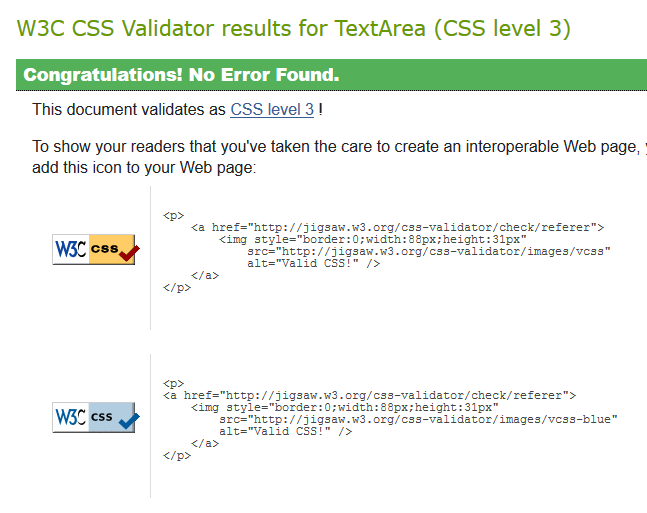 W3C CSS Validator results for TextArea (CSS level 3)
Congratulations! No Error Found.
This document validates as CSS level 3 !
To show your readers that you've taken the care to create an interoperable Web page,
add this icon to your Web page:
W3C css
<p>
<a href="http://jigsaw.w3.org/css-validator/check/referer">
<img style="border:0;width:88px;height:31px"
src="http://jigsaw.w3.org/css-validator/images/vcss"
alt="Valid CSS!" />
</a>
</p>
W3C css
<p>
<a href="http://jigsaw.w3.org/css-validator/check/referer">
<img style="border:0;width:88px;height:31px"
src="http://jigsaw.w3.org/css-validator/images/vcss-blue"
alt="Valid CSS!" />
</a>
</p>